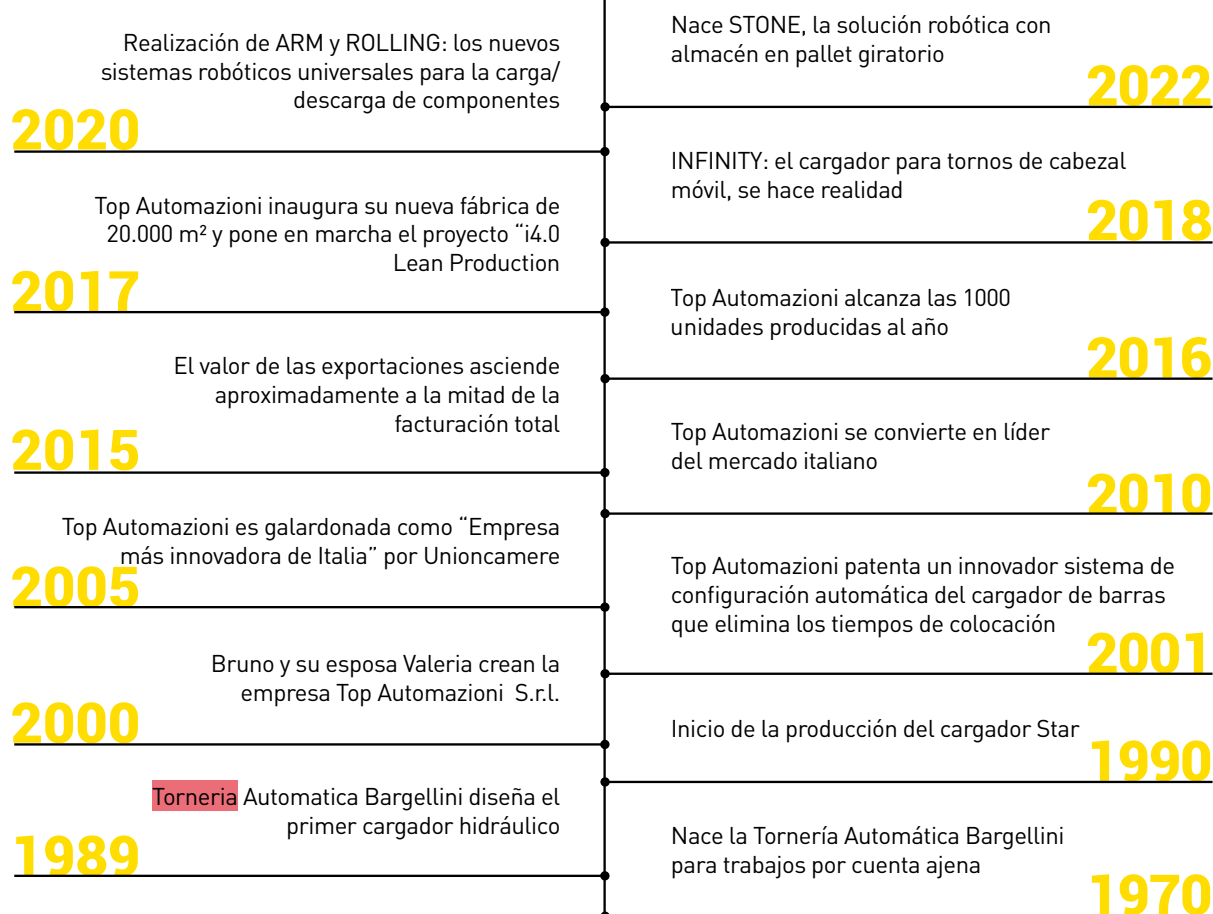 Nace STONE, la solución robótica con
almacén en pallet giratorio
2022
Realización de ARM y ROLLING: los nuevos
sistemas robóticos universales para la carga/
descarga de componentes
2020
INFINITY: el cargador para tornos de cabezal
móvil, se hace realidad
2018
Top Automazioni inaugura su nueva fábrica de
20.000 m² y pone en marcha el proyecto “i4.0
Lean Production
2017
Top Automazioni alcanza las 1000
unidades producidas al año
2016
El valor de las exportaciones asciende
aproximadamente a la mitad de la
facturación total
2015
Top Automazioni se convierte en líder
del mercado italiano
2010
Top Automazioni es galardonada como “Empresa
más innovadora de Italia” por Unioncamere
2005
Top Automazioni patenta un innovador sistema de
configuración automática del cargador de barras
que elimina los tiempos de colocación
2001
Bruno y su esposa Valeria crean la
empresa Top Automazioni S.r.l.
2000
Inicio de la producción del cargador Star
1990
Torneria Automatica Bargellini diseña el
primer cargador hidráulico
1989
Nace la Tornería Automática Bargellini
para trabajos por cuenta ajena
1970